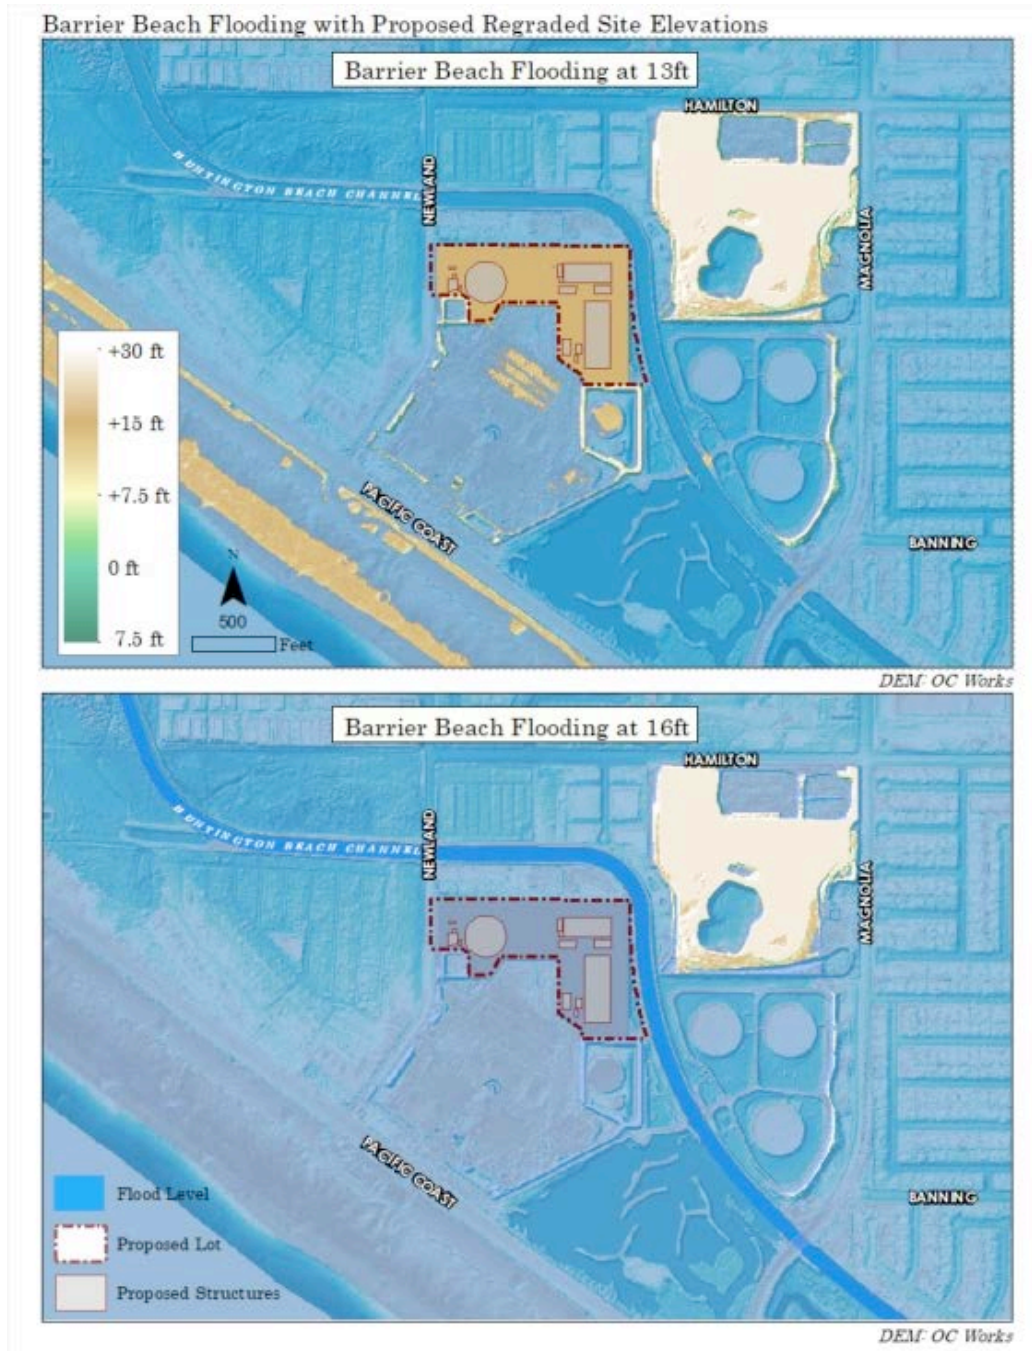 Barrier Beach Flooding with Proposed Regraded Site Elevations
Barrier Beach Flooding at 13ft
HAMILTON
HUNTINGTON BEACH CHANNEL
NEWLAND
MAGNOLIA
+30 ft
+15 ft
+7.5 ft
0 ft
7.5 ft
PACIFIC COAST
BANNING
N
500
Feet
DEM: OC Works
Barrier Beach Flooding at 16ft
HAMILTON
HUNTINGTON BEACH CHANNEL
NEWLAND
MAGNOLIA
PACIFIC COAST
BANNING
Flood Level
Proposed Lot
Proposed Structures
DEM: OC Works